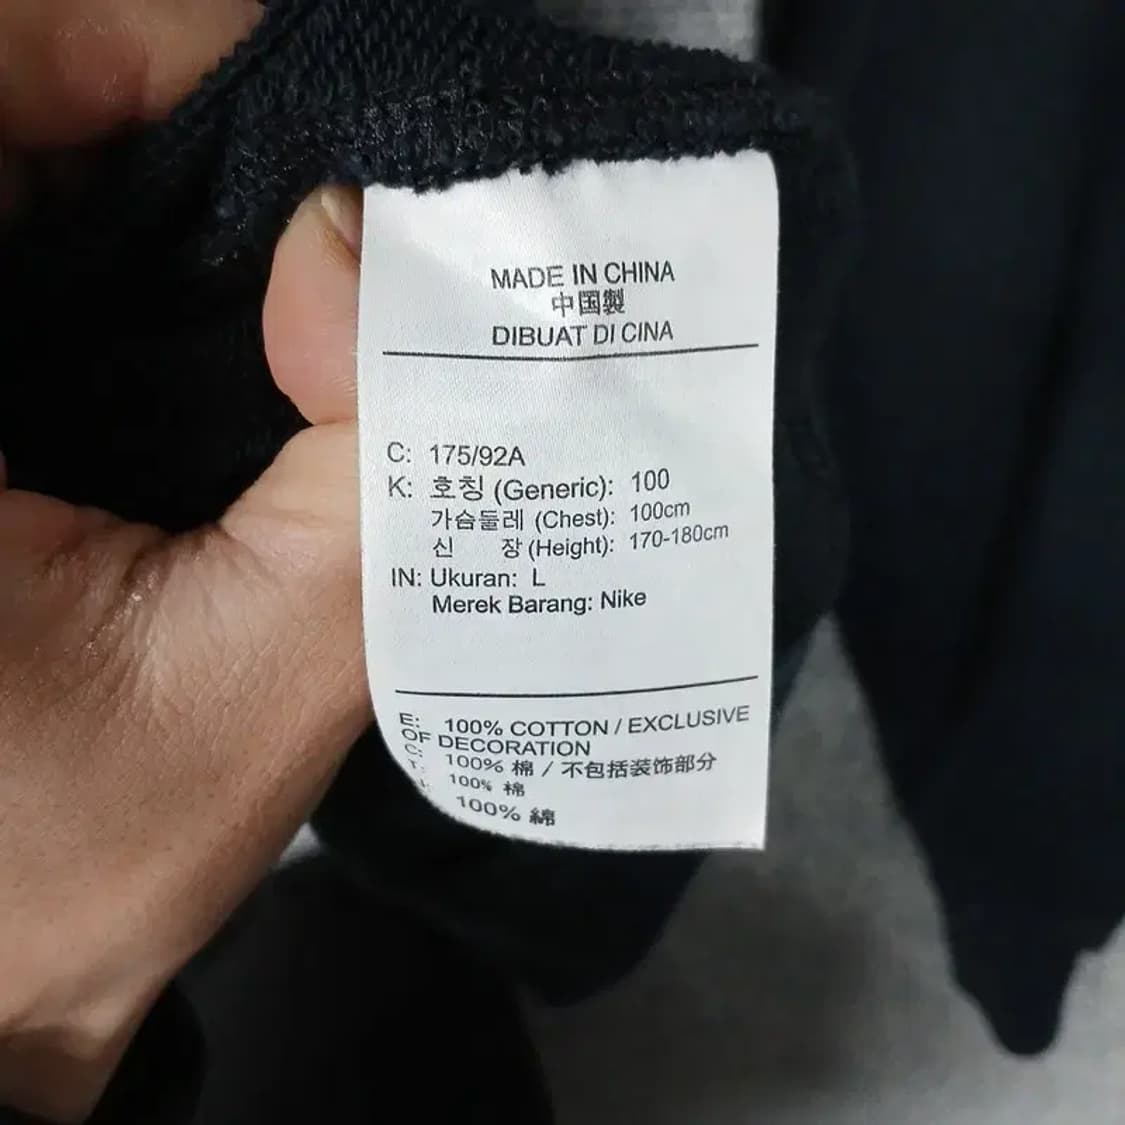 MADE IN CHINA
中国製
DIBUAT DI CINA
C: 175/92A
K: 호칭 (Generic): 100
가슴둘레 (Chest): 100cm
신 장 (Height): 170-180cm
IN: Ukuran: L
Merek Barang: Nike
E: 100% COTTON / EXCLUSIVE
OF DECORATION
C: 100% 棉 / 不包括装饰部分
T: 100% 棉
100% 綿